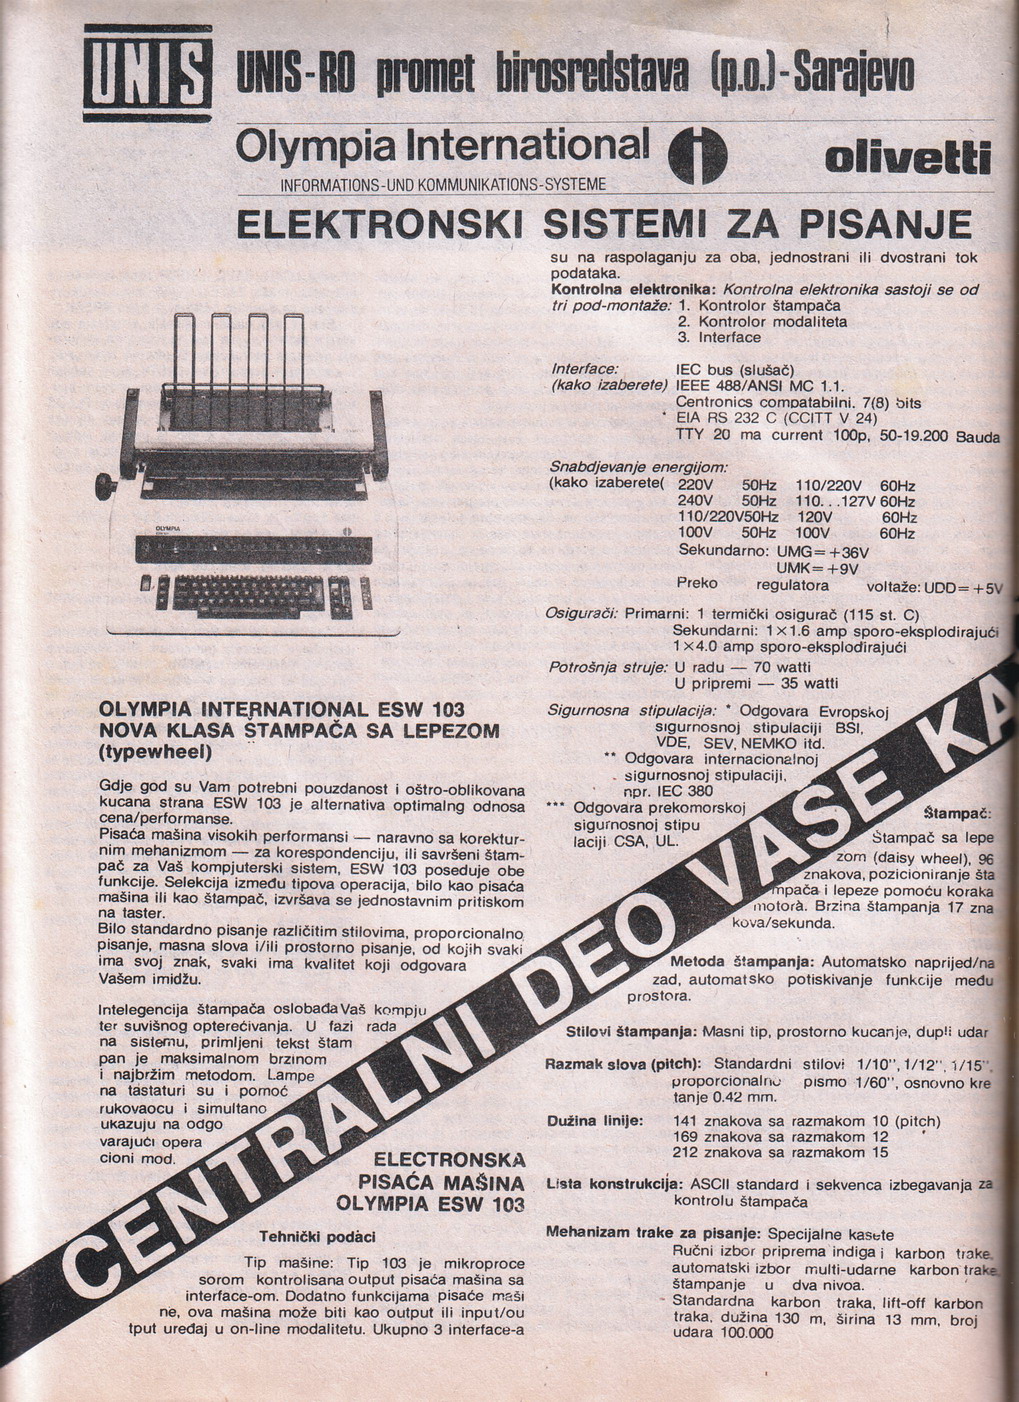 UNIS
UNIS-RO promet birosredstava (p.o.)-Sarajevo
Olympia International
olivetti
INFORMATIONS-UND KOMMUNIKATIONS-SYSTEME
ELEKTRONSKI SISTEMI ZA PISANJE
OLYMPIA
OLYMPIA INTERNATIONAL ESW 103
NOVA KLASA ŠTAMPAČA SA LEPEZOM
(typewheel)
Gdje god su Vam potrebni pouzdanost i oštro-oblikovana
kucana strana ESW 103 je alternativa optimalng odnosa
cena/performanse.
Pisaća mašina visokih performansi — naravno sa korektur-
nim mehanizmom — za korespondenciju, ili savršeni štam-
pač za Vaš kompjuterski sistem, ESW 103 poseduje obe
funkcije. Selekcija između tipova operacija, bilo kao pisaća
mašina ili kao štampač, izvršava se jednostavnim pritiskom
na taster.
Bilo standardno pisanje različitim stilovima, proporcionalno
pisanje, masna slova i/ili prostorno pisanje, od kojih svaki
ima svoj znak, svaki ima kvalitet koji odgovara
Vašem imidžu.
Intelegencija štampača oslobađa Vaš kompju
ter suvišnog opterećivanja. U fazi rada
na sistemu, primljeni tekst štam
pan je maksimalnom brzinom
i najbržim metodom. Lampe
na tastaturi su i pomoć
rukovaocu i simultano
ukazuju na odgo
varajući opera
cioni mod.
ELECTRONSKA
PISAĆA MAŠINA
OLYMPIA ESW 103
Tehnički podaci
Tip mašine: Tip 103 je mikroproce
sorom kontrolisana output pisaća mašina sa
interface-om. Dodatno funkcijama pisaće maši
ne, ova mašina može biti kao output ili input/ou
tput uređaj u on-line modalitetu. Ukupno 3 interface-a
su na raspolaganju za oba, jednostrani ili dvostrani tok
podataka.
Kontrolna elektronika: Kontrolna elektronika sastoji se od
tri pod-montaže: 1. Kontrolor štampača
2. Kontrolor modaliteta
3. Interface
Interface: IEC bus (slušač)
(kako izaberete) IEEE 488/ANSI MC 1.1.
Centronics compatabilni. 7(8) bits
EIA RS 232 C (CCITT V 24)
TTY 20 ma current 100p, 50-19.200 Bauda
Snabdjevanje energijom:
(kako izaberete( 220V 50Hz 110/220V 60Hz
240V 50Hz 110...127V 60Hz
110/220V50Hz 120V 60Hz
100V 50Hz 100V 60Hz
Sekundarno: UMG=+36V
UMK=+9V
Preko regulatora voltaže: UDD=+5V
Osigurači: Primarni: 1 termički osigurač (115 st. C)
Sekundarni: 1×1.6 amp sporo-eksplodirajući
1×4.0 amp sporo-eksplodirajući
Potrošnja struje: U radu — 70 watti
U pripremi — 35 watti
Sigurnosna stipulacija: * Odgovara Evropskoj
sigurnosnoj stipulaciji BSI,
VDE, SEV, NEMKO itd.
** Odgovara internacionalnoj
sigurnosnoj stipulaciji,
npr. IEC 380
*** Odgovara prekomorskoj
sigurnosnoj stipu
laciji CSA, UL.
CENTRALNI DEO VAŠE KA
Štampač:
Štampač sa lepe
zom (daisy wheel), 96
znakova, pozicioniranje šta
mpača i lepeze pomoću koraka
motora. Brzina štampanja 17 zna
kova/sekunda.
Metoda štampanja: Automatsko naprijed/na
zad, automatsko potiskivanje funkcije među
prostora.
Stilovi štampanja: Masni tip, prostorno kucanje, dupli udar
Razmak slova (pitch): Standardni stilovi 1/10'', 1/12'', 1/15'',
proporcionalno pismo 1/60'', osnovno kre
tanje 0.42 mm.
Dužina linije: 141 znakova sa razmakom 10 (pitch)
169 znakova sa razmakom 12
212 znakova sa razmakom 15
Lista konstrukcija: ASCII standard i sekvenca izbegavanja za
kontrolu štampača
Mehanizam trake za pisanje: Specijalne kasete
Ručni izbor priprema indiga i karbon trake,
automatski izbor multi-udarne karbon trake
štampanje u dva nivoa.
Standardna karbon traka, lift-off karbon
traka, dužina 130 m, širina 13 mm, broj
udara 100.000